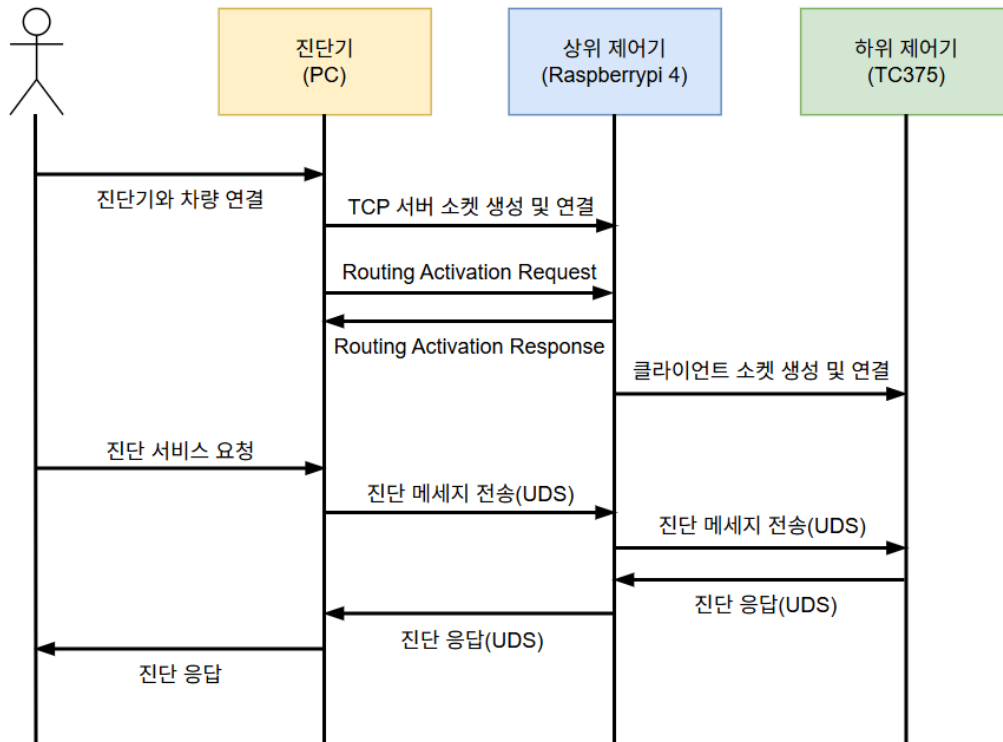 진단기
(PC)
상위 제어기
(Raspberrypi 4)
하위 제어기
(TC375)
진단기와 차량 연결
TCP 서버 소켓 생성 및 연결
Routing Activation Request
Routing Activation Response
클라이언트 소켓 생성 및 연결
진단 서비스 요청
진단 메세지 전송(UDS)
진단 메세지 전송(UDS)
진단 응답(UDS)
진단 응답(UDS)
진단 응답